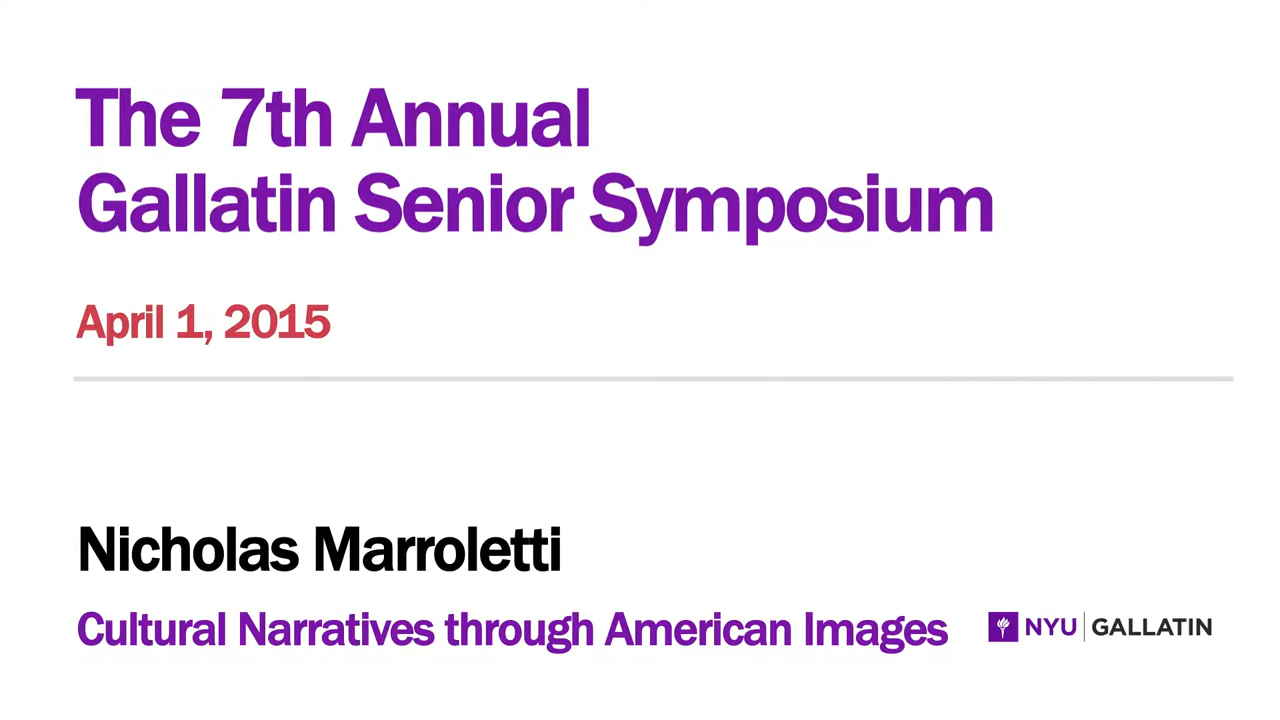 The 7th Annual
Gallatin Senior Symposium
April 1, 2015
Nicholas Marroletti
Cultural Narratives through American Images
NYU | GALLATIN